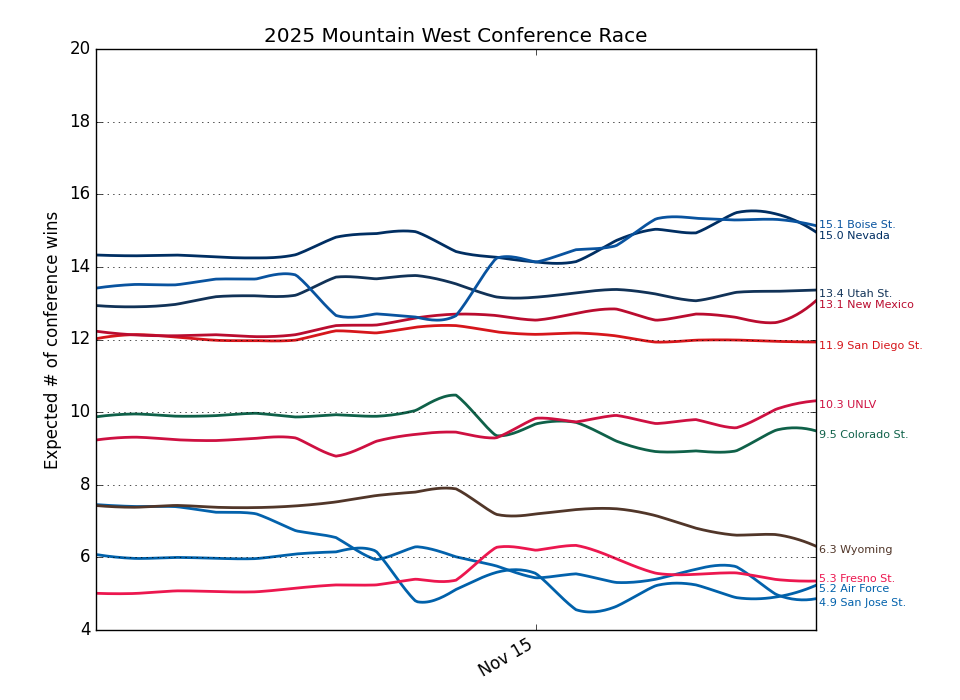 2025 Mountain West Conference Race
Expected # of conference wins
20
18
16
14
12
10
8
6
4
Nov 15
15.1 Boise St.
15.0 Nevada
13.4 Utah St.
13.1 New Mexico
11.9 San Diego St.
10.3 UNLV
9.5 Colorado St.
6.3 Wyoming
5.3 Fresno St.
5.2 Air Force
4.9 San Jose St.